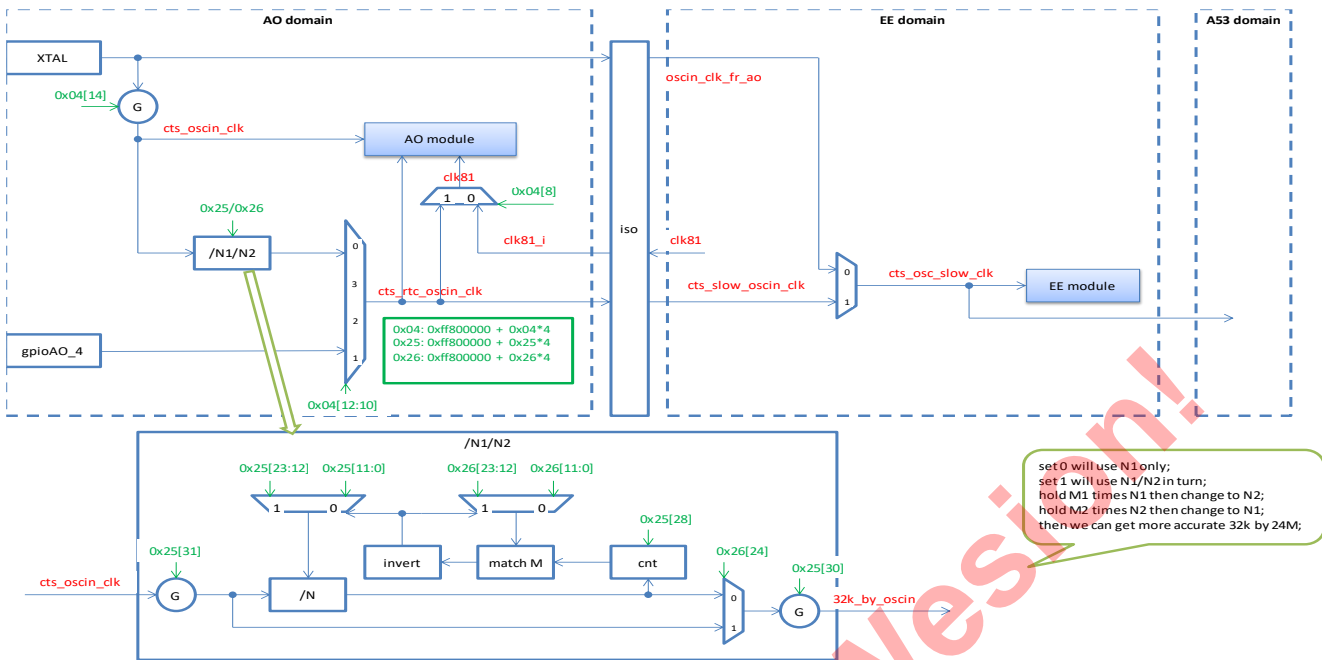 AO domain
EE domain
A53 domain
XTAL
oscin_clk_fr_ao
0x04[14]
G
cts_oscin_clk
AO module
clk81
1 0
0x04[8]
0x25/0x26
iso
/N1/N2
0
clk81_i
clk81
0
3
cts_rtc_oscin_clk
cts_slow_oscin_clk
cts_osc_slow_clk
EE module
1
2
0x04: 0xff800000 + 0x04*4
0x25: 0xff800000 + 0x25*4
0x26: 0xff800000 + 0x26*4
gpioAO_4
1
0x04[12:10]
/N1/N2
0x25[23:12]
0x25[11:0]
0x26[23:12]
0x26[11:0]
set 0 will use N1 only;
set 1 will use N1/N2 in turn;
hold M1 times N1 then change to N2;
hold M2 times N2 then change to N1;
then we can get more accurate 32k by 24M;
1 0
1 0
0x25[28]
0x25[31]
invert
match M
cnt
0x26[24]
0x25[30]
cts_oscin_clk
G
/N
0
G
32k_by_oscin
1
Vesion!